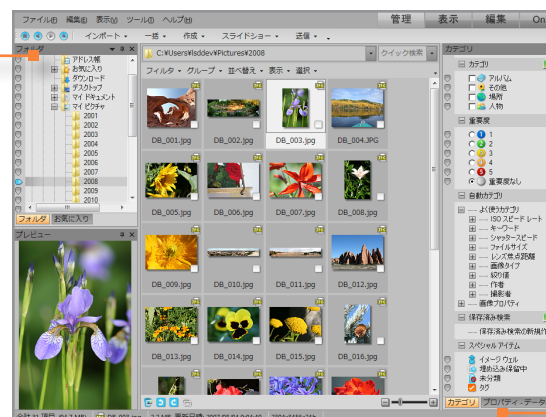 ファイル(F) 編集(E) 表示(V) ツール(T) ヘルプ(H)
管理 表示 編集 On
インポート 一括 作成 スライドショー 送信
フォルダ
アドレス帳
お気に入り
ダウンロード
デスクトップ
マイ ドキュメント
マイ ピクチャ
2001
2002
2003
2004
2005
2006
2007
2008
2009
2010
フォルダ お気に入り
プレビュー
C:¥Users¥lsddev¥Pictures¥2008
クイック検索
フィルタ グループ 並べ替え 表示 選択
DB_001.jpg DB_002.jpg DB_003.jpg DB_004.JPG
DB_005.jpg DB_006.jpg DB_007.jpg DB_008.jpg
DB_009.jpg DB_010.jpg DB_011.jpg DB_012.jpg
DB_013.jpg DB_014.jpg DB_015.jpg DB_016.jpg
カテゴリ
カテゴリ
アルバム
その他
場所
人物
重要度
1 1
2 2
3 3
4 4
5 5
重要度なし
自動カテゴリ
よく使うカテゴリ
ISO スピード レート
キーワード
シャッタースピード
ファイルサイズ
レンズ焦点距離
画像タイプ
絞り値
作者
撮影者
画像プロパティ
保存済み検索
保存済み検索の新規作
スペシャル アイテム
イメージ ウェル
埋め込み保留中
未分類
タグ
カテゴリ プロパティ - データ